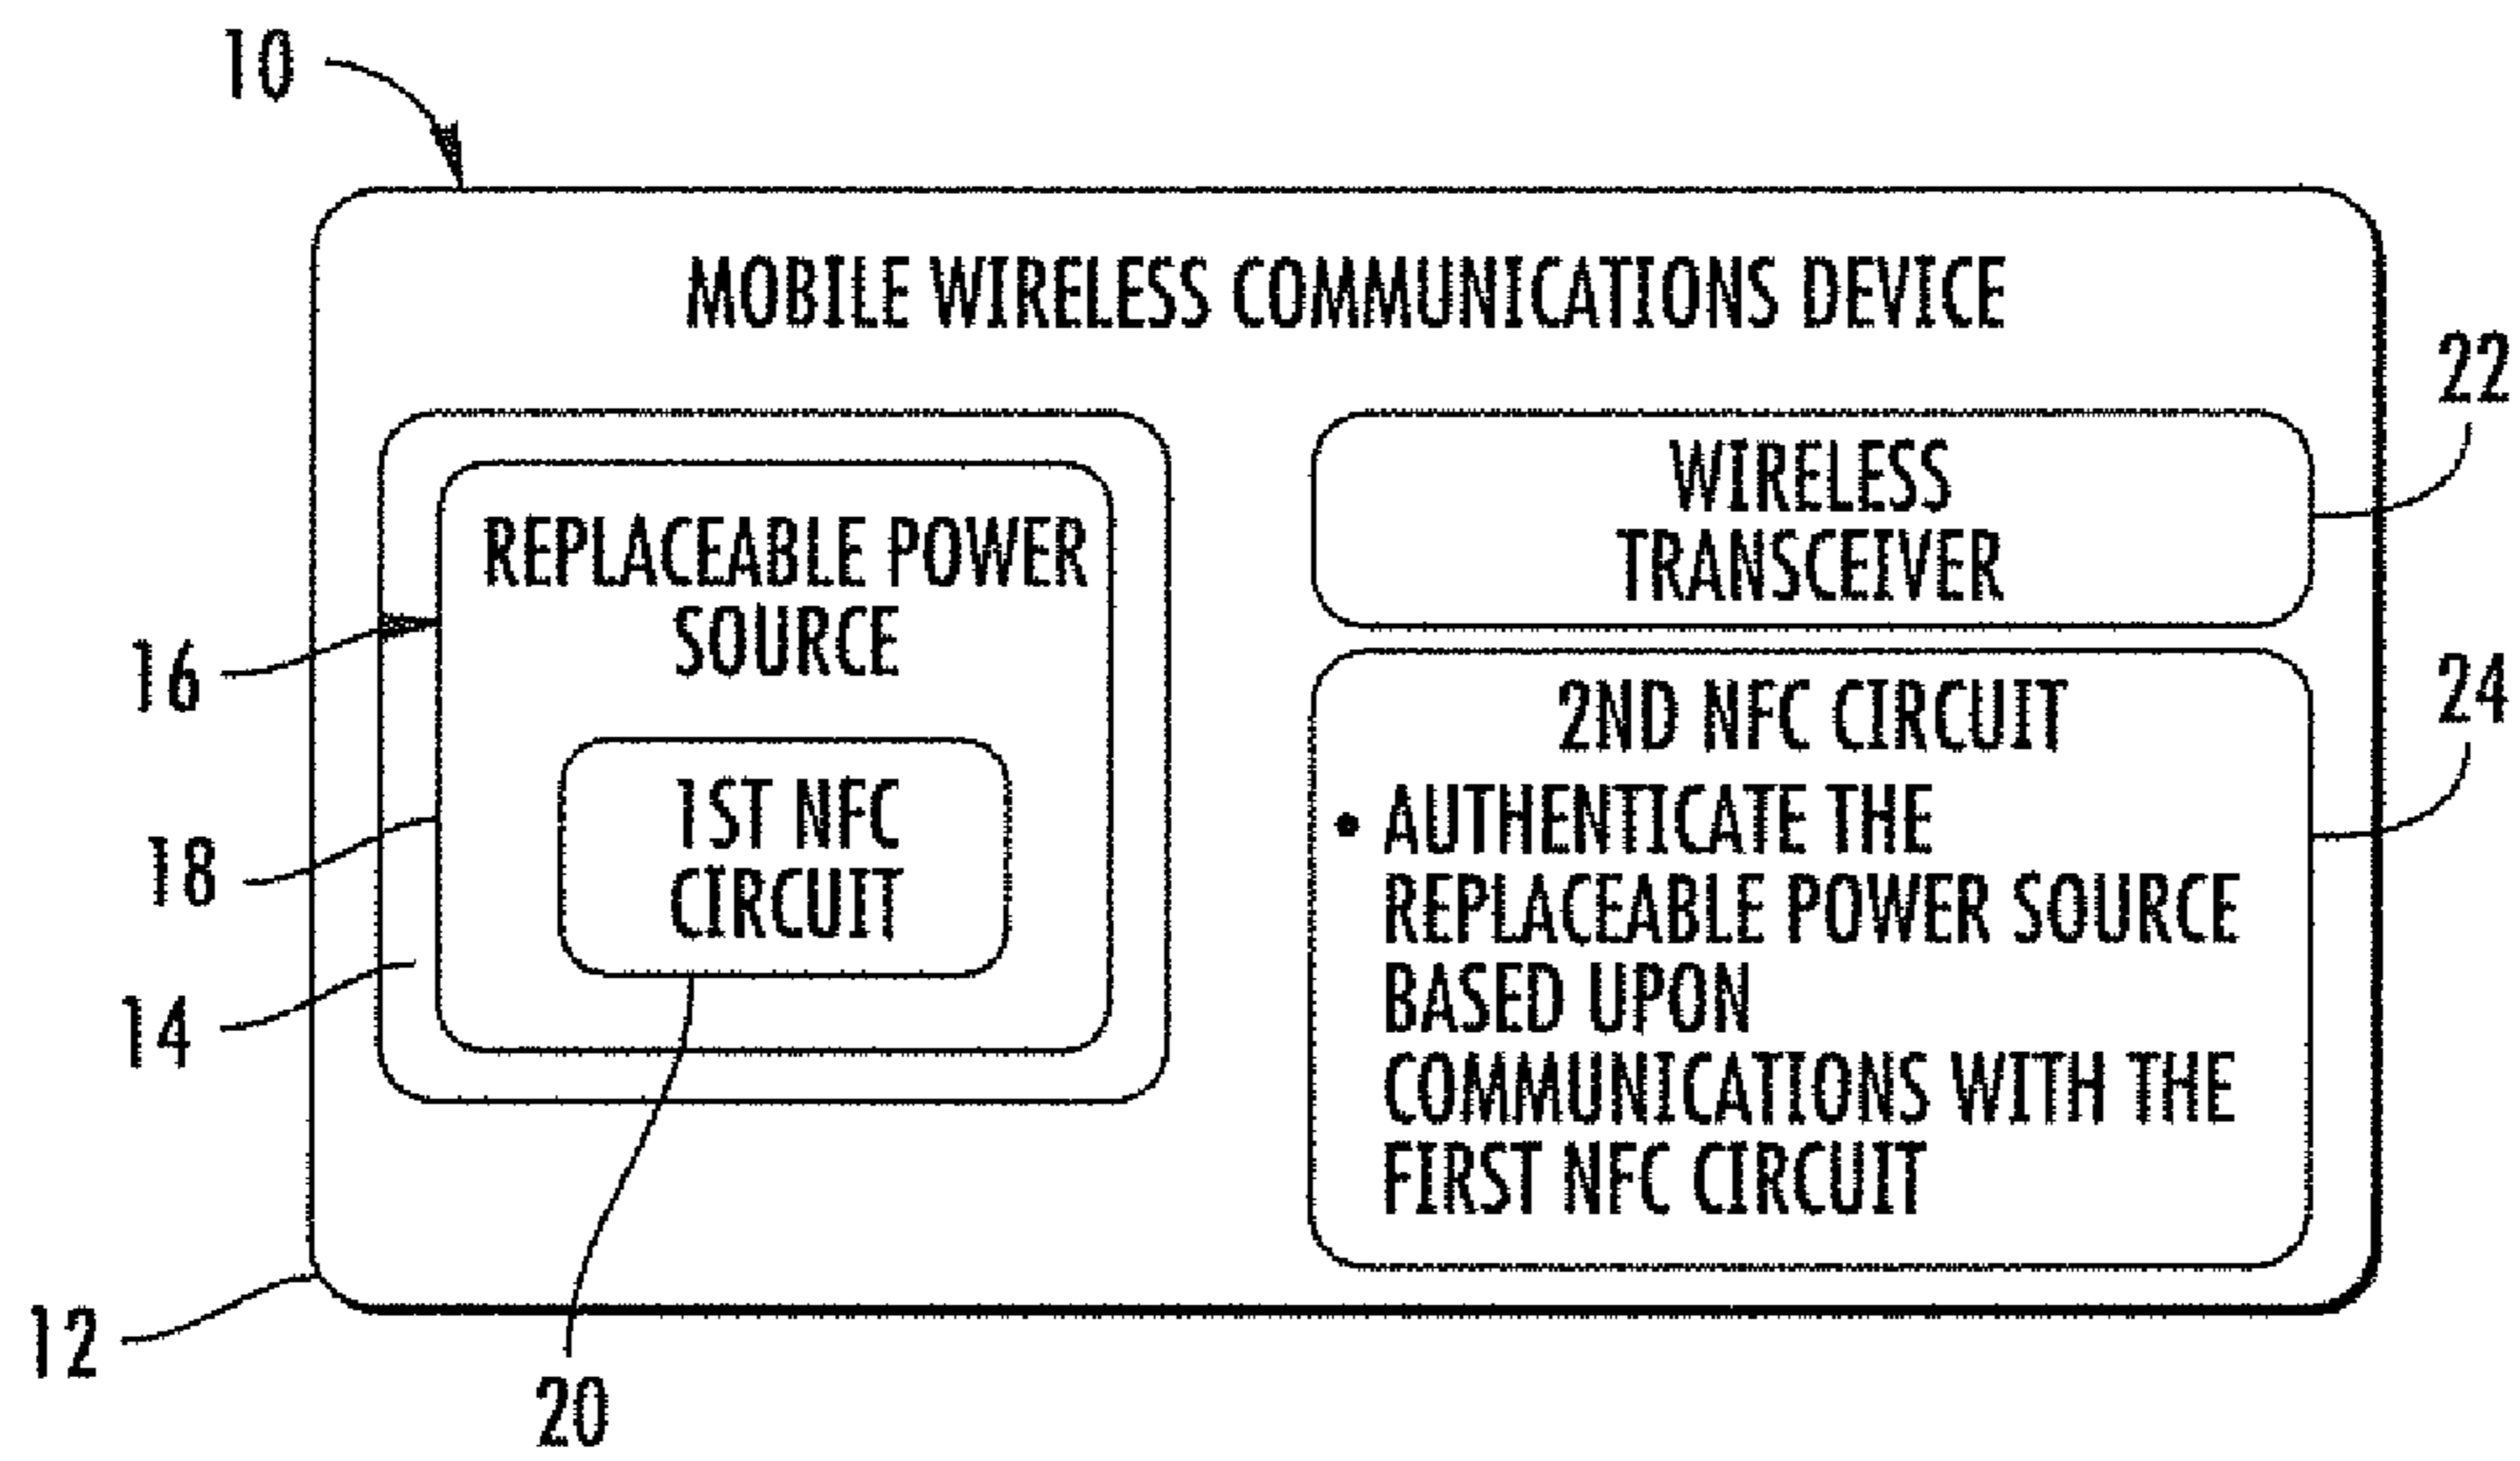 10
MOBILE WIRELESS COMMUNICATIONS DEVICE
22
WIRELESS
TRANSCEIVER
REPLACEABLE POWER
SOURCE
16
24
2ND NFC CIRCUIT
• AUTHENTICATE THE
REPLACEABLE POWER SOURCE
BASED UPON
COMMUNICATIONS WITH THE
FIRST NFC CIRCUIT
1ST NFC
CIRCUIT
18
14
12
20